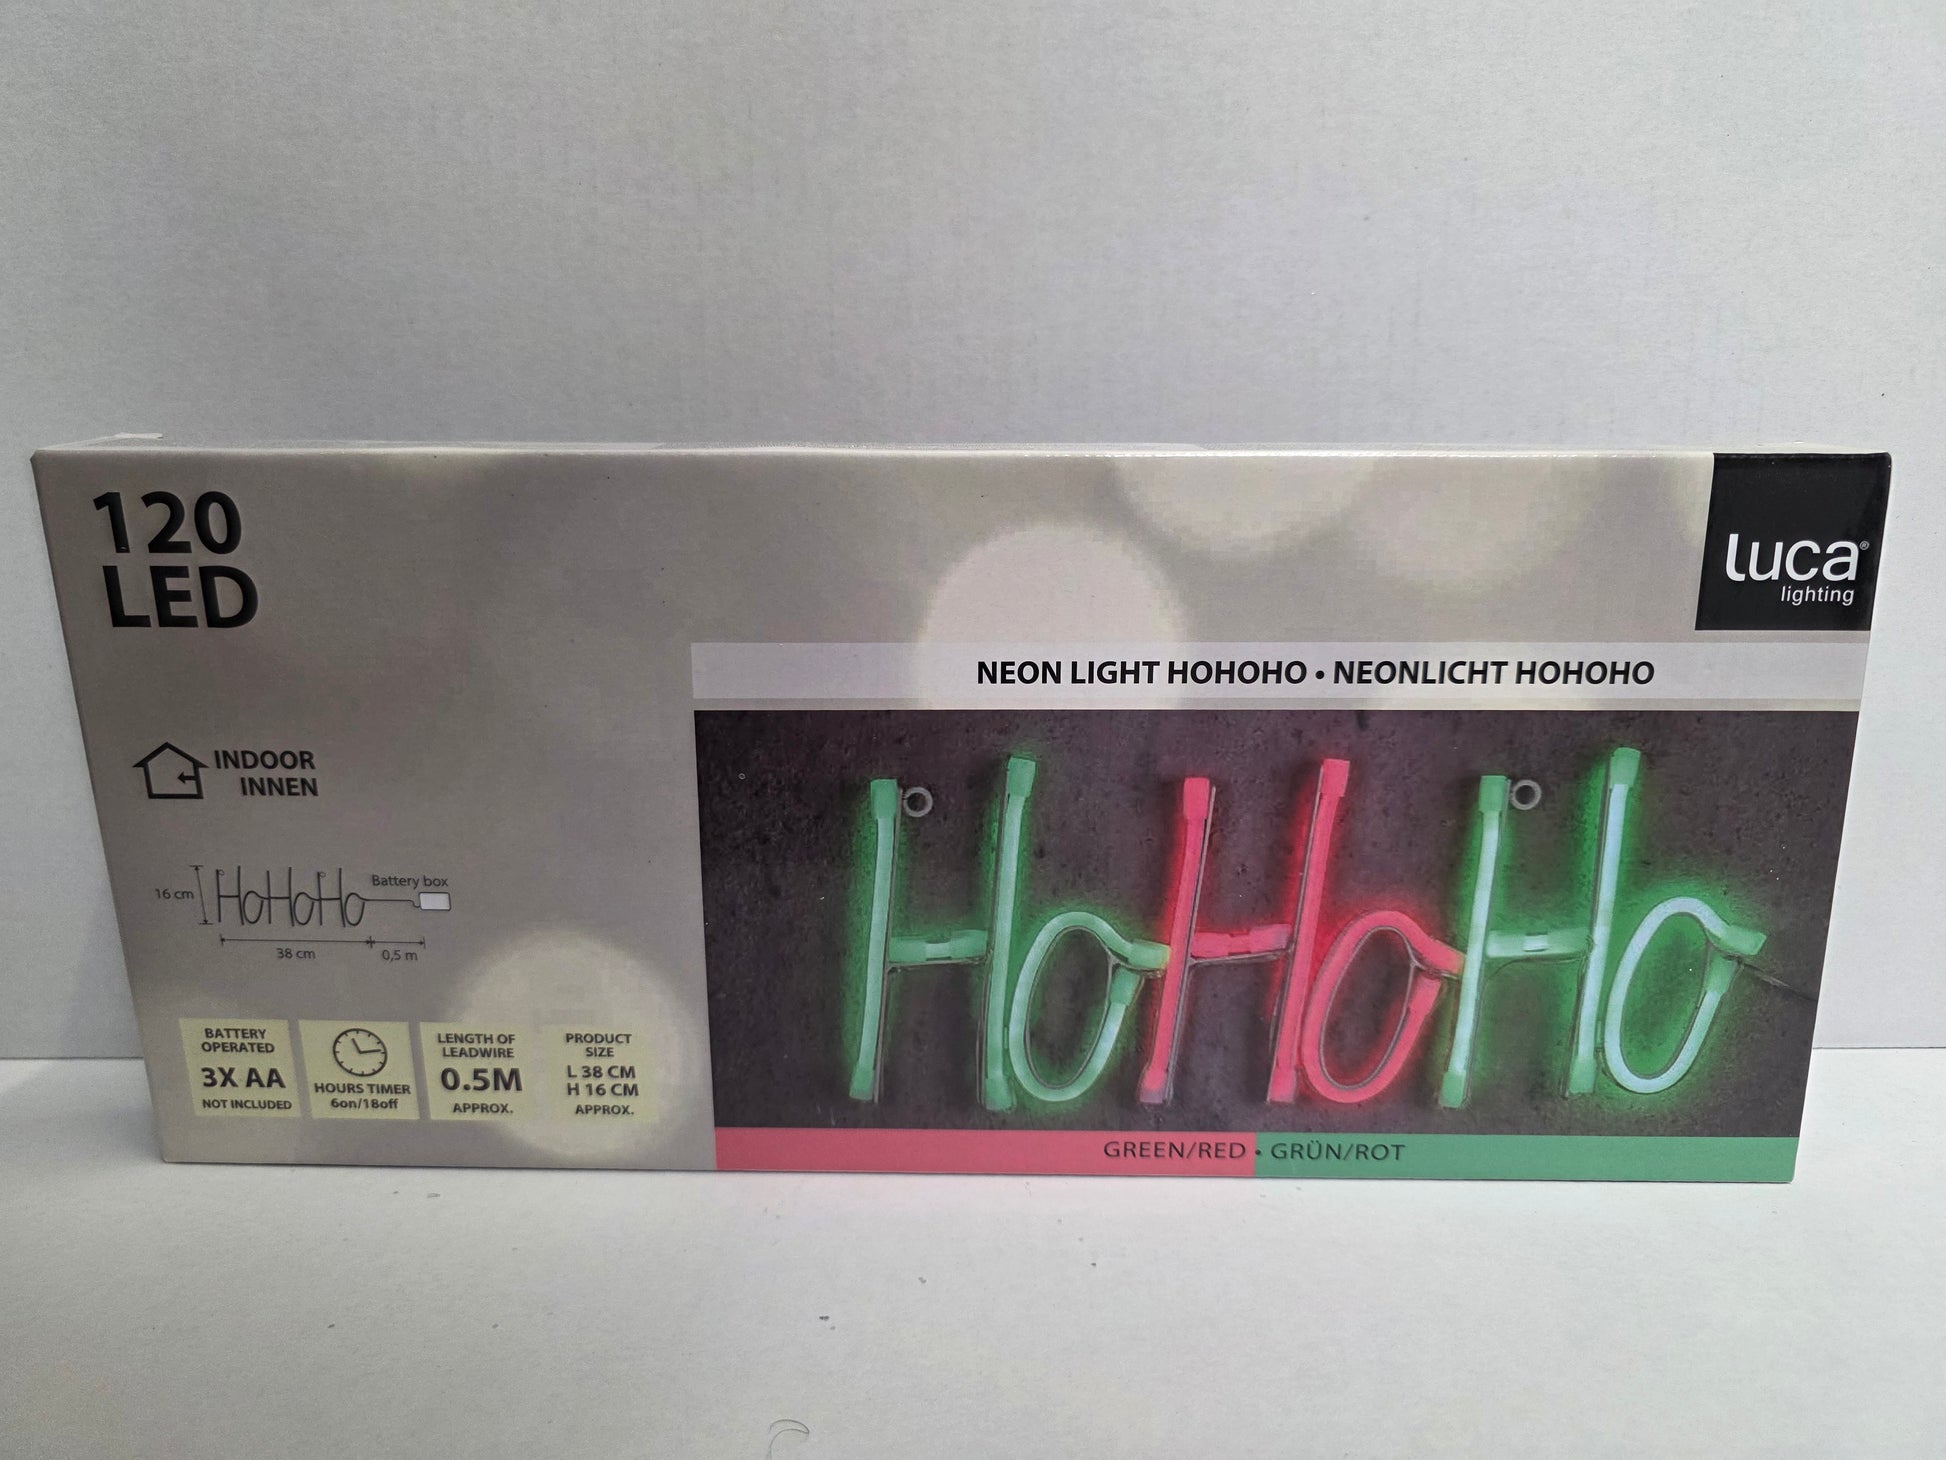 120
LED
luca®
lighting
NEON LIGHT HOHOHO • NEONLICHT HOHOHO
INDOOR
INNEN
16 cm
HoHoHo
Battery box
38 cm
0,5 m
BATTERY
OPERATED
3X AA
NOT INCLUDED
HOURS TIMER
6on/18off
LENGTH OF
LEADWIRE
0.5M
APPROX.
PRODUCT
SIZE
L 38 CM
H 16 CM
APPROX.
HoHoHo
GREEN/RED • GRÜN/ROT